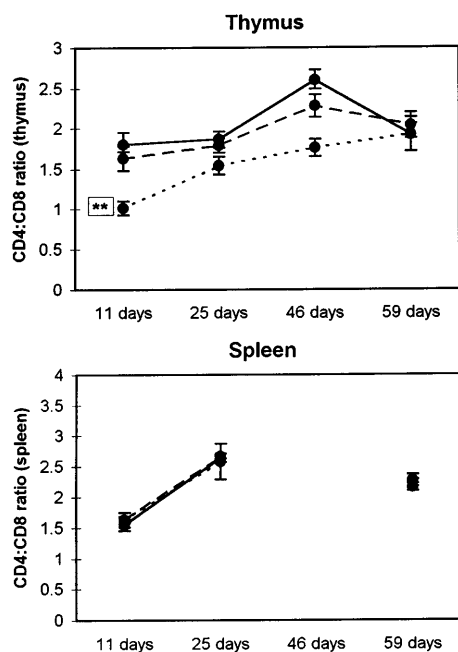 Thymus
CD4:CD8 ratio (thymus)
3
2.5
2
1.5
1
0.5
0
**
11 days 25 days 46 days 59 days
Spleen
CD4:CD8 ratio (spleen)
4
3.5
3
2.5
2
1.5
1
0.5
0
11 days 25 days 46 days 59 days